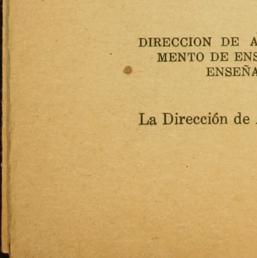 DIRECCION DE A
MENTO DE ENS
ENSEÑA
La Dirección de